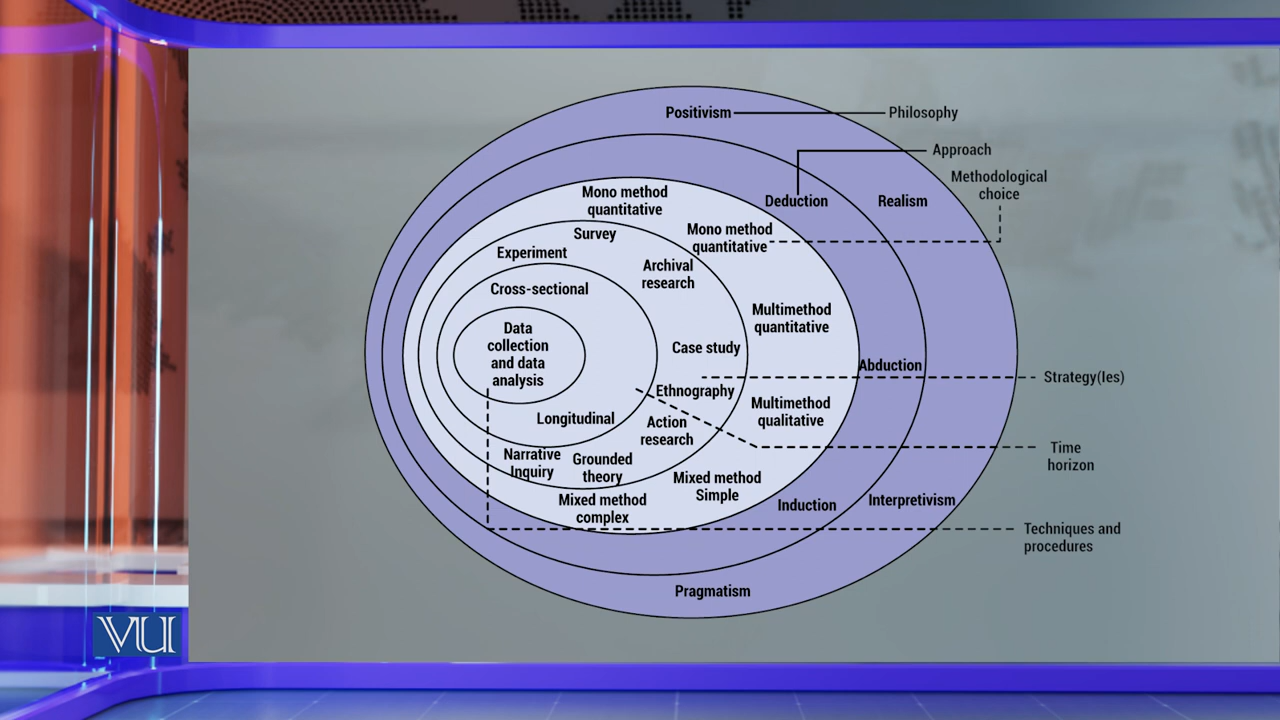 Positivism
Philosophy
Approach
Methodological
choice
Mono method
quantitative
Deduction
Realism
Survey
Mono method
quantitative
Experiment
Archival
research
Cross-sectional
Multimethod
quantitative
Data
collection
and data
analysis
Case study
Abduction
Strategy(Ies)
Ethnography
Multimethod
qualitative
Longitudinal
Action
research
Time
horizon
Narrative
Inquiry
Grounded
theory
Mixed method
Simple
Mixed method
complex
Induction
Interpretivism
Techniques and
procedures
Pragmatism
VU